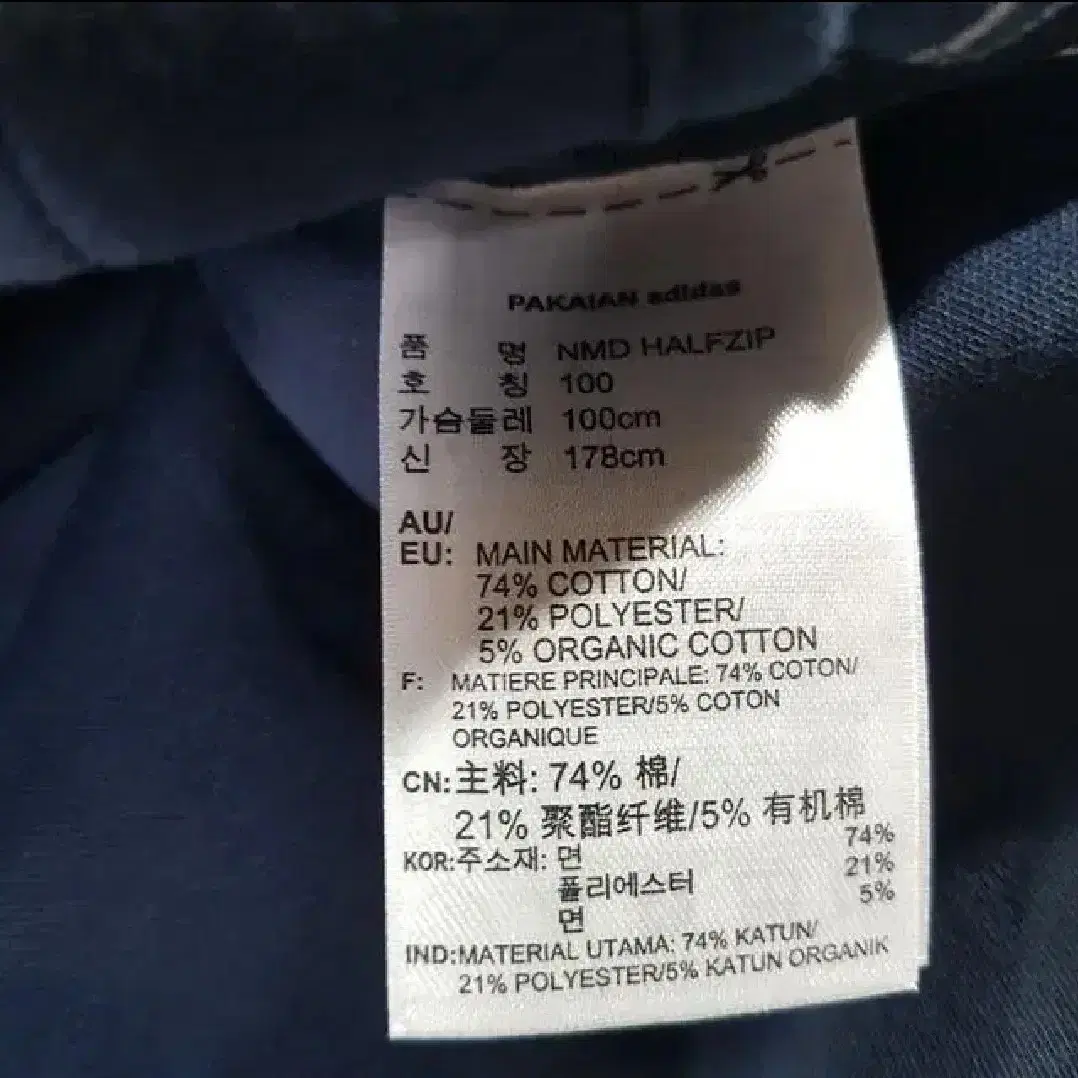 PAKAIAN adidas
품 명 NMD HALFZIP
호 칭 100
가슴둘레 100cm
신 장 178cm
AU/
EU: MAIN MATERIAL:
74% COTTON/
21% POLYESTER/
5% ORGANIC COTTON
F: MATIERE PRINCIPALE: 74% COTON/
21% POLYESTER/5% COTON
ORGANIQUE
CN: 主料: 74% 棉/
21% 聚酯纤维/5% 有机棉
KOR: 주소재: 면 74%
폴리에스터 21%
면 5%
IND: MATERIAL UTAMA: 74% KATUN/
21% POLYESTER/5% KATUN ORGANIK